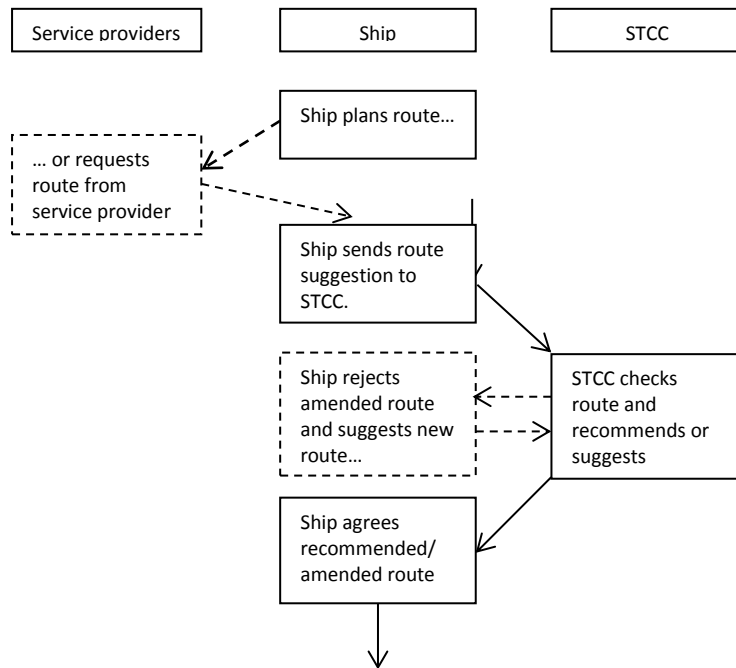 Service providers
Ship
STCC
Ship plans route…
… or requests
route from
service provider
Ship sends route
suggestion to
STCC.
Ship rejects
amended route
and suggests new
route…
STCC checks
route and
recommends or
suggests
Ship agrees
recommended/
amended route